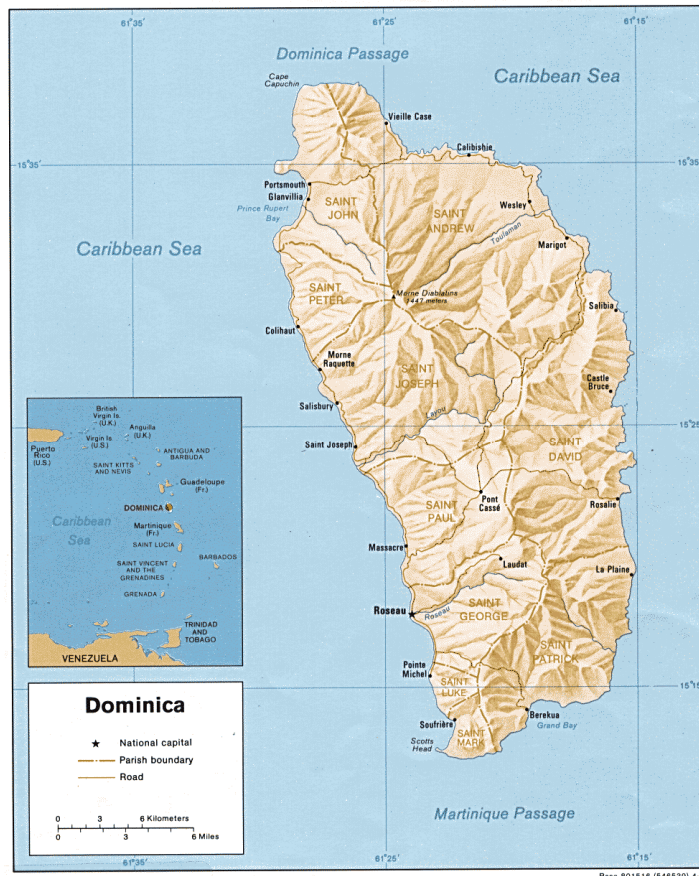 61°35'
61°25'
61°15'
Dominica Passage
Caribbean Sea
Cape
Capuchin
Vieille Case
Calibishie
15°35'
15°35'
Portsmouth
Glanvillia
Prince Rupert
Bay
SAINT
JOHN
SAINT
ANDREW
Wesley
Toulaman
Marigot
Caribbean Sea
SAINT
PETER
Morne Diablatins
1447 meters
Salibia
Colihaut
Morne
Raquette
SAINT
JOSEPH
Castle
Bruce
Salisbury
Layou
15°25'
Saint Joseph
SAINT
DAVID
Pont
Cassé
Rosalie
SAINT
PAUL
Massacre
Laudat
La Plaine
Roseau
Roseau
SAINT
GEORGE
SAINT
PATRICK
Pointe
Michel
SAINT
LUKE
15°15'
Soufrière
Berekua
Grand Bay
Scotts
Head
SAINT
MARK
Martinique Passage
British
Virgin Is.
(U.K.)
Anguilla
(U.K.)
Virgin Is.
(U.S.)
Puerto
Rico
(U.S.)
ANTIGUA AND
BARBUDA
SAINT KITTS
AND NEVIS
Guadeloupe
(Fr.)
DOMINICA
Caribbean
Sea
Martinique
(Fr.)
SAINT LUCIA
SAINT VINCENT
AND THE
GRENADINES
BARBADOS
GRENADA
TRINIDAD
AND
TOBAGO
VENEZUELA
Dominica
National capital
Parish boundary
Road
0 3 6 Kilometers
0 3 6 Miles
61°35'
61°25'
61°15'